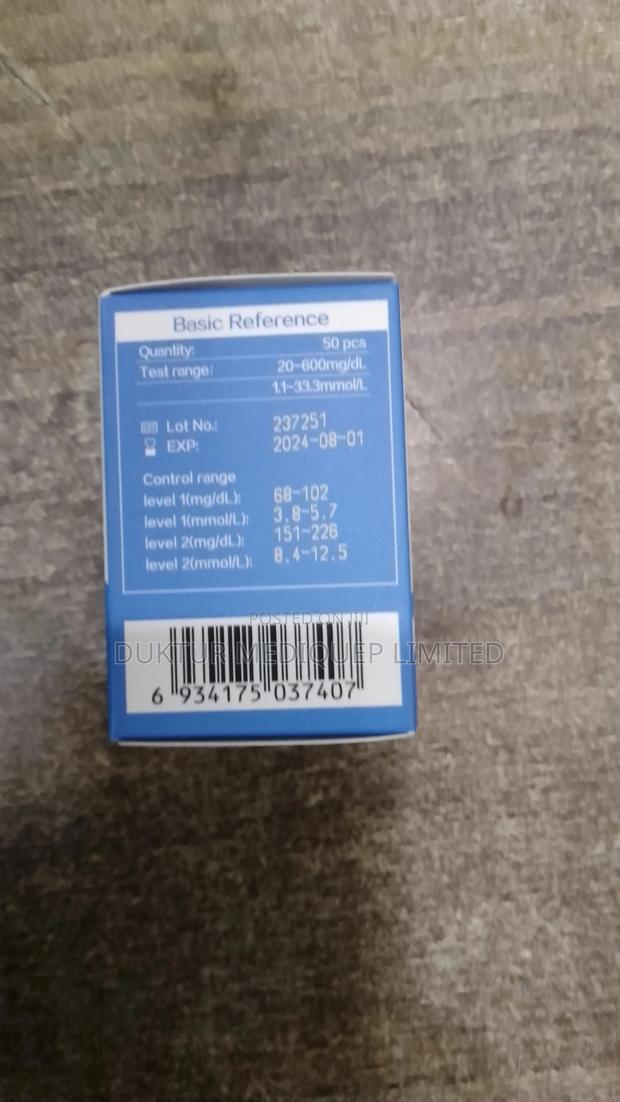 Basic Reference
Quantity: 50 pcs
Test range: 20-600mg/dL
1.1-33.3mmol/L
LOT Lot No.: 237251
EXP: 2024-08-01
Control range
level 1(mg/dL): 68-102
level 1(mmol/L): 3.8-5.7
level 2(mg/dL): 151-226
level 2(mmol/L): 8.4-12.5
POSTED ON JIJI
DUKTUR MEDIQUEP LIMITED
6 934175 037407